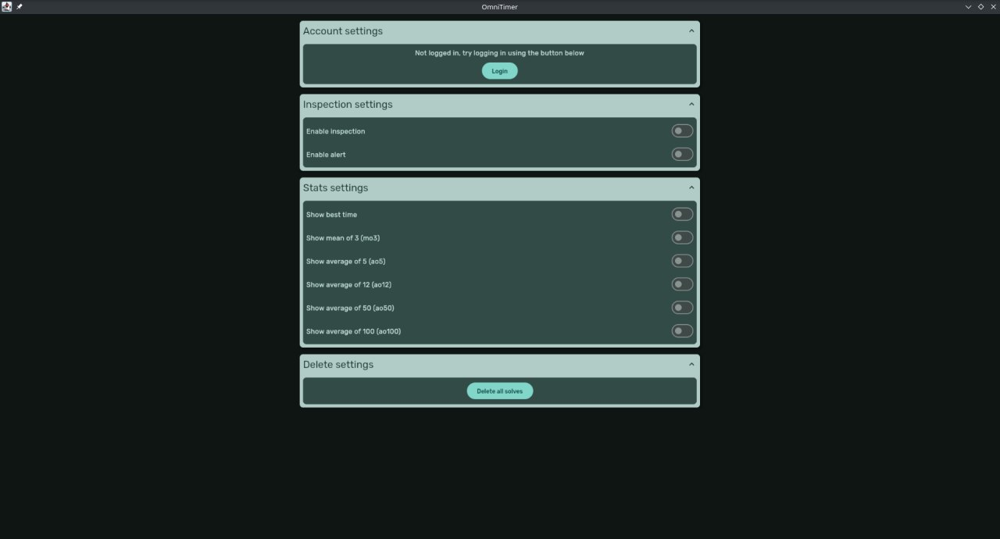 OmniTimer
Account settings
Not logged in, try logging in using the button below
Login
Inspection settings
Enable inspection
Enable alert
Stats settings
Show best time
Show mean of 3 (mo3)
Show average of 5 (ao5)
Show average of 12 (ao12)
Show average of 50 (ao50)
Show average of 100 (ao100)
Delete settings
Delete all solves